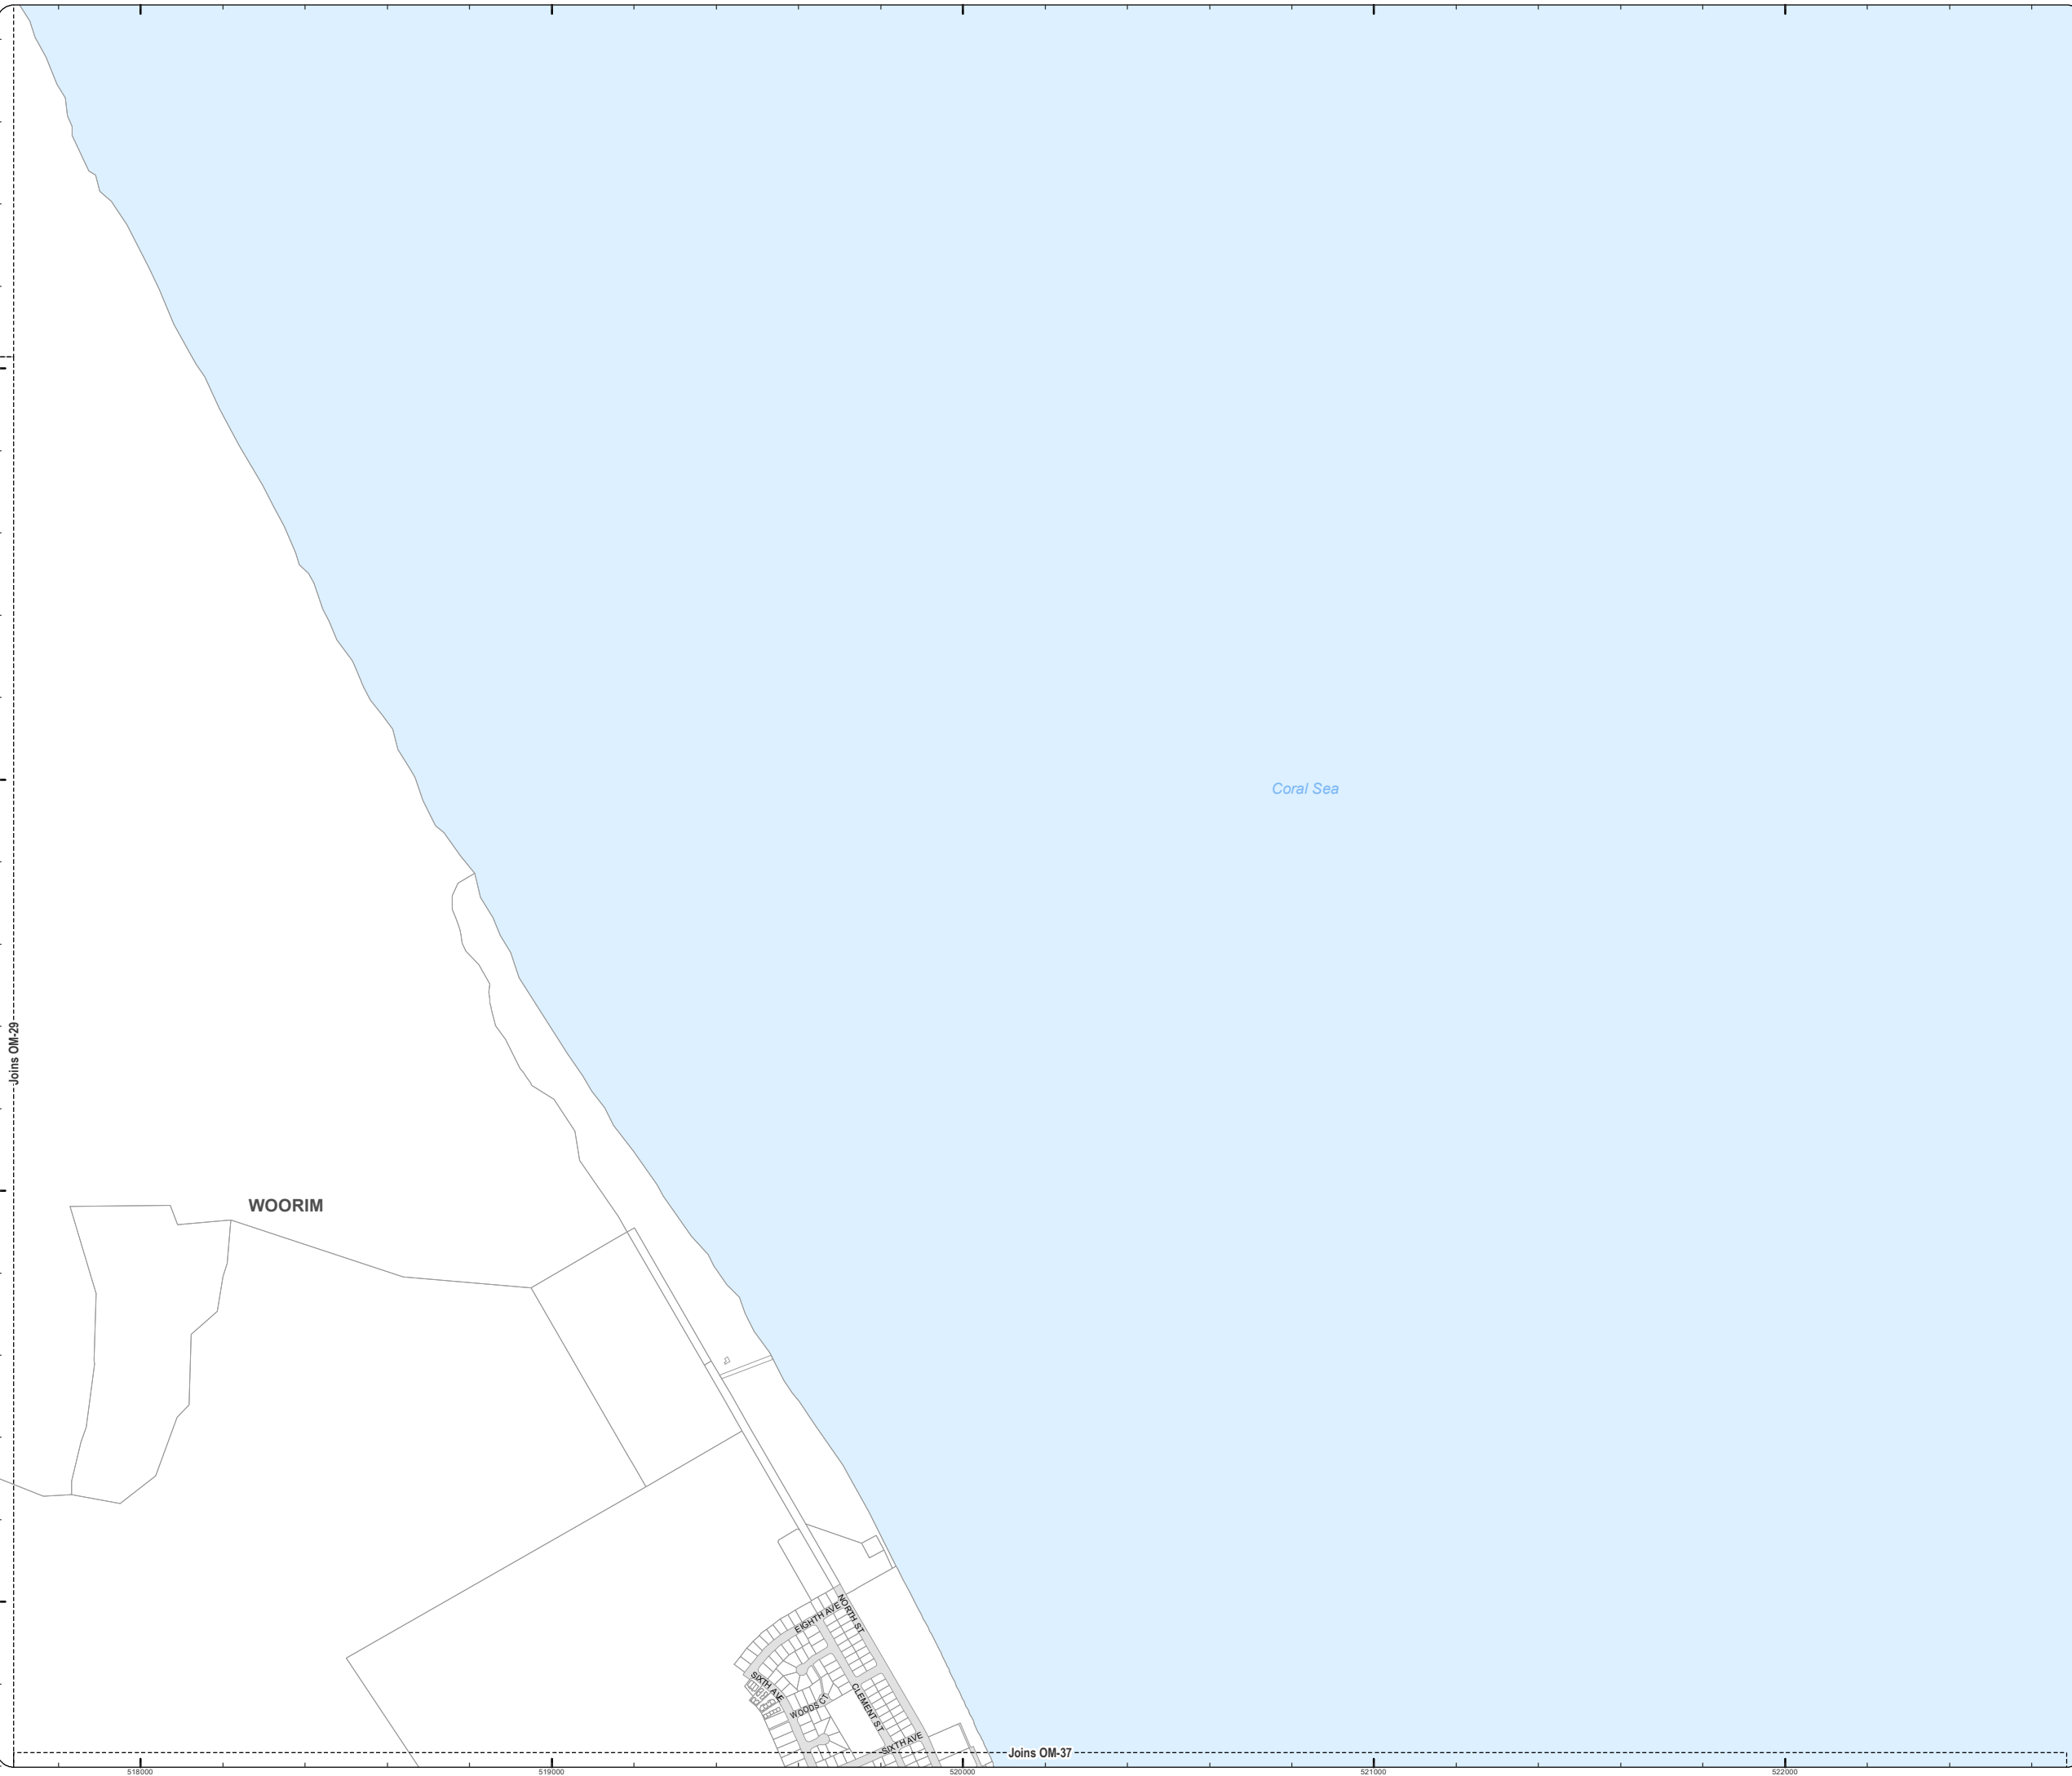 Coral Sea
Joins OM-29
WOORIM
NORTH ST
EIGHTH AVE
SIXTH AVE
WOODS CT
CLEMENT ST
SIXTH AVE
Joins OM-37
518000
519000
520000
521000
522000